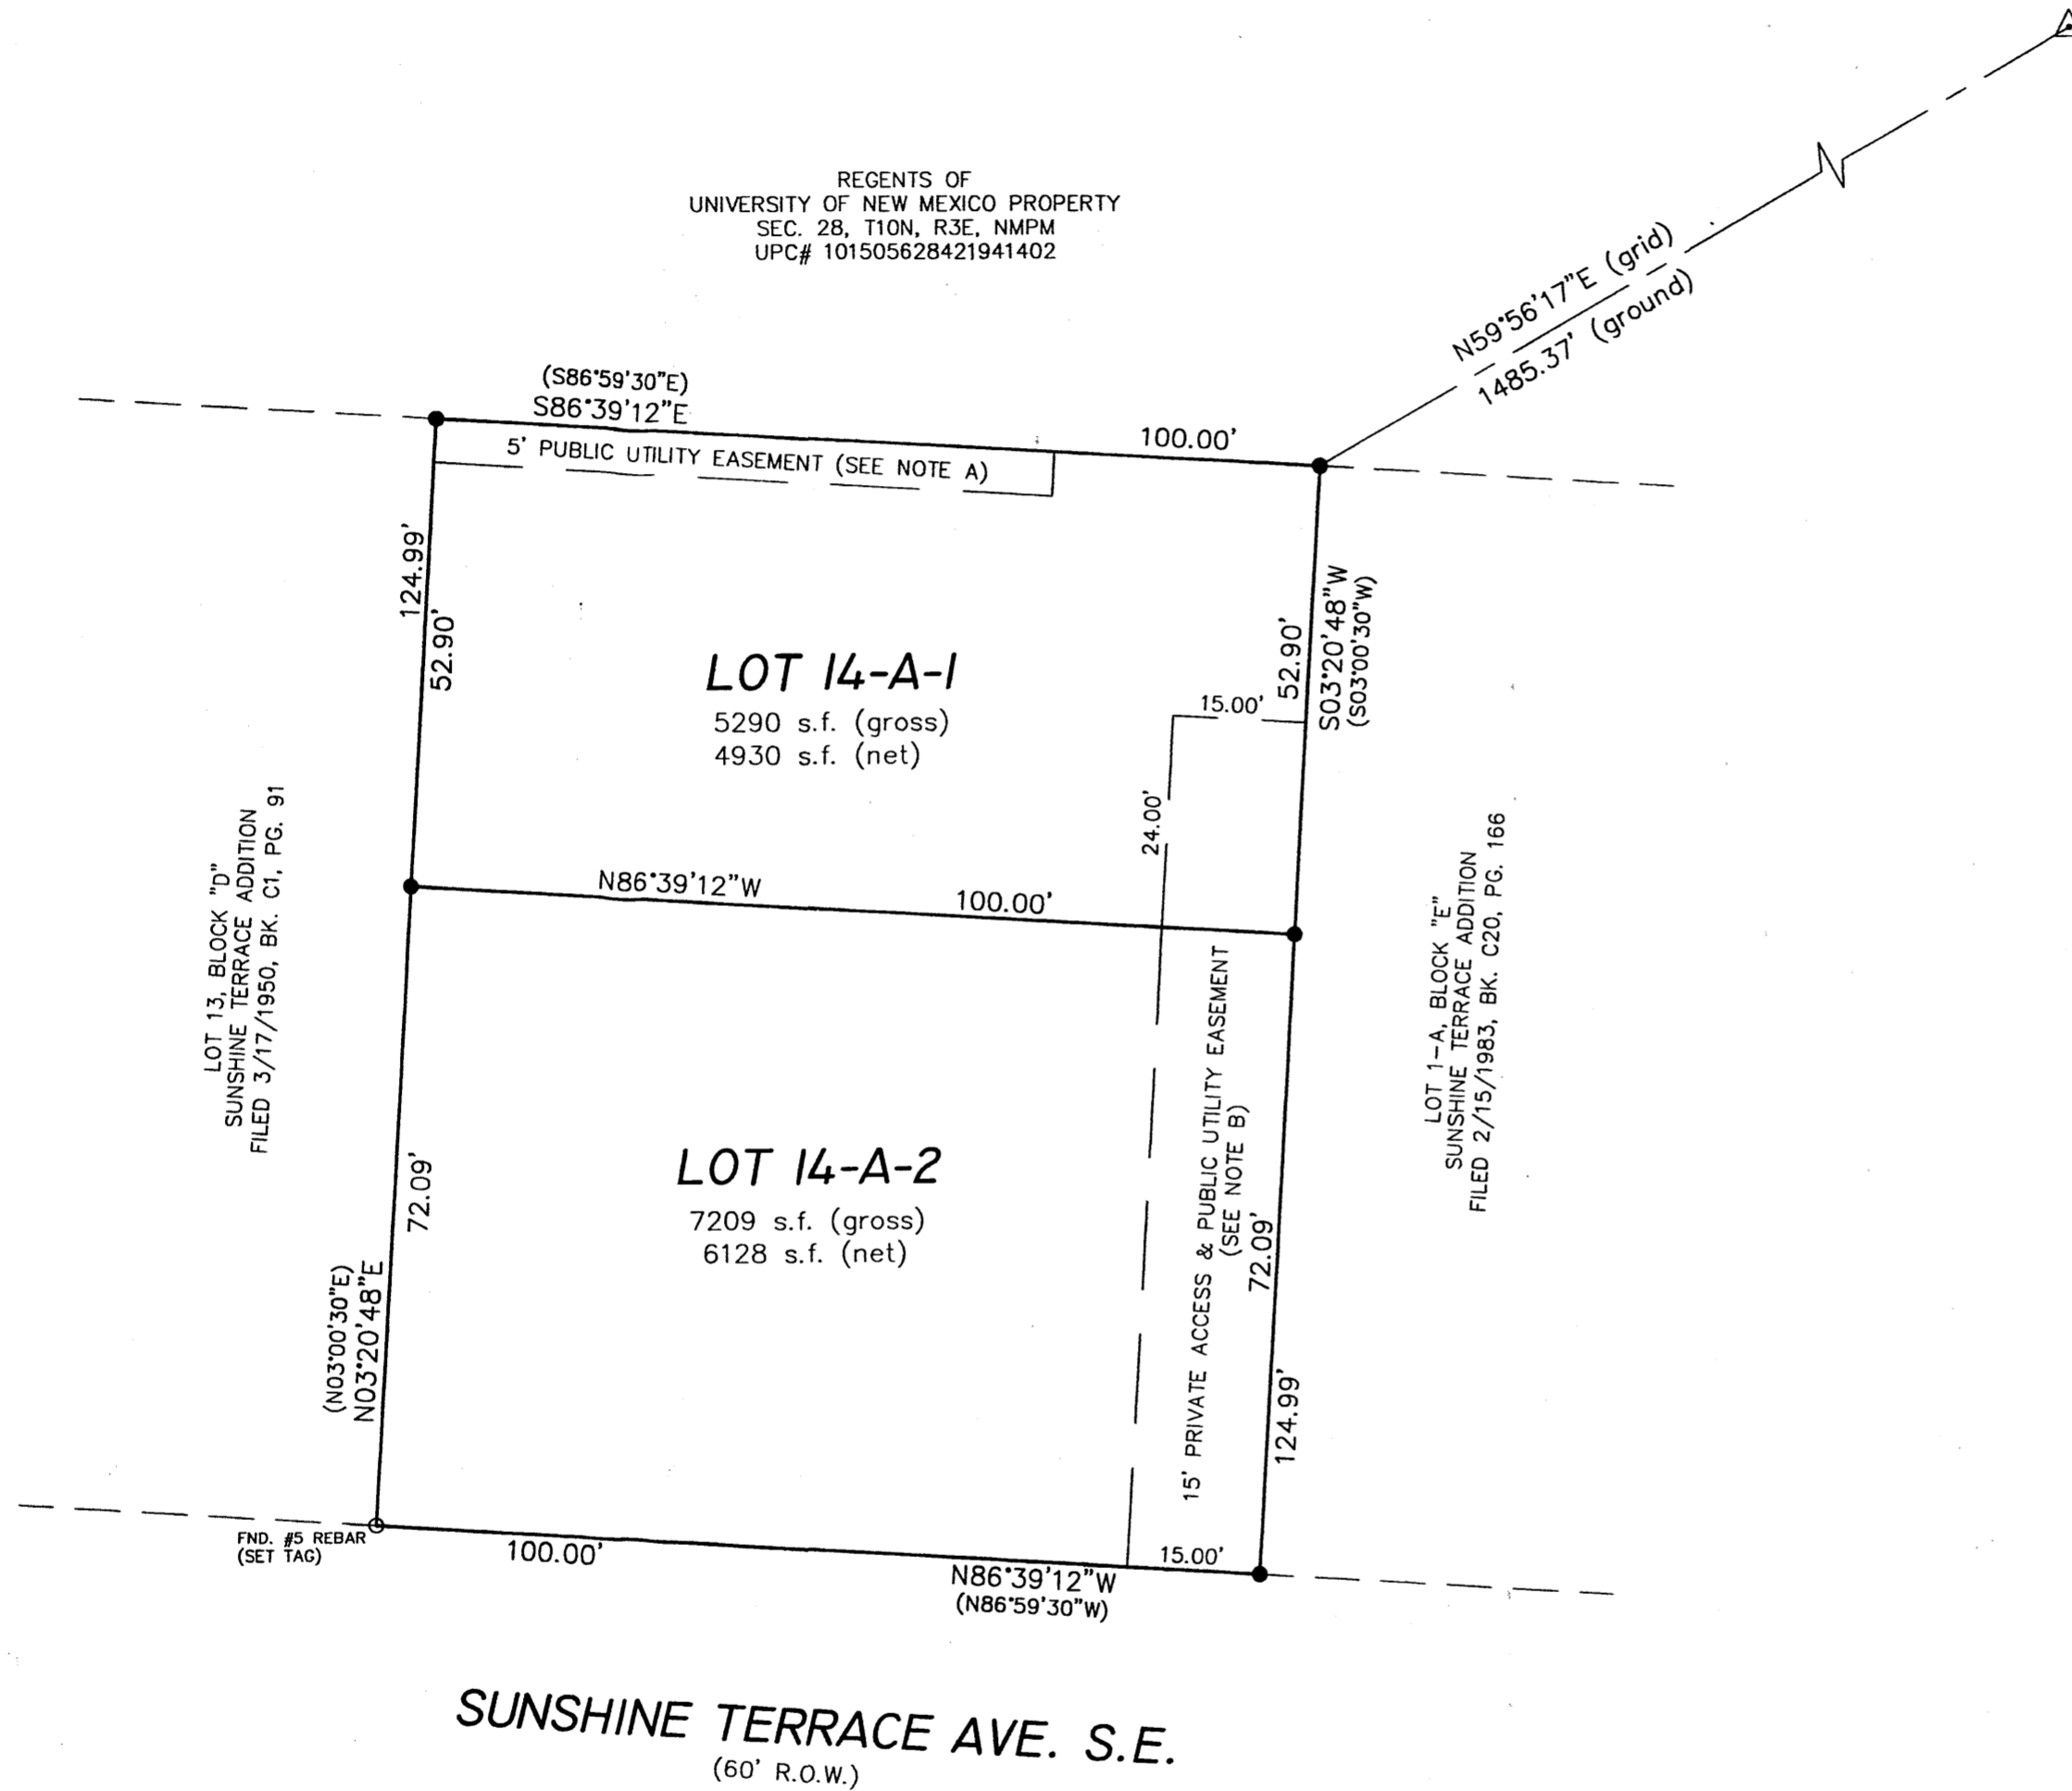 REGENTS OF
UNIVERSITY OF NEW MEXICO PROPERTY
SEC. 28, T10N, R3E, NMPM
UPC# 101505628421941402
N59°56'17"E (grid)
1485.37' (ground)
(S86°59'30"E)
S86°39'12"E
100.00'
5' PUBLIC UTILITY EASEMENT (SEE NOTE A)
124.99'
52.90'
LOT 14-A-1
5290 s.f. (gross)
4930 s.f. (net)
52.90'
S03°20'48"W
(S03°00'30"W)
15.00'
24.00'
LOT 13, BLOCK "D"
SUNSHINE TERRACE ADDITION
FILED 3/17/1950, BK. C1, PG. 91
N86°39'12"W
100.00'
LOT 1-A, BLOCK "E"
SUNSHINE TERRACE ADDITION
FILED 2/15/1983, BK. C20, PG. 166
15' PRIVATE ACCESS & PUBLIC UTILITY EASEMENT
(SEE NOTE B)
72.09'
LOT 14-A-2
7209 s.f. (gross)
6128 s.f. (net)
72.09'
(N03°00'30"E)
N03°20'48"E
124.99'
FND. #5 REBAR
(SET TAG)
100.00'
15.00'
N86°39'12"W
(N86°59'30"W)
SUNSHINE TERRACE AVE. S.E.
(60' R.O.W.)